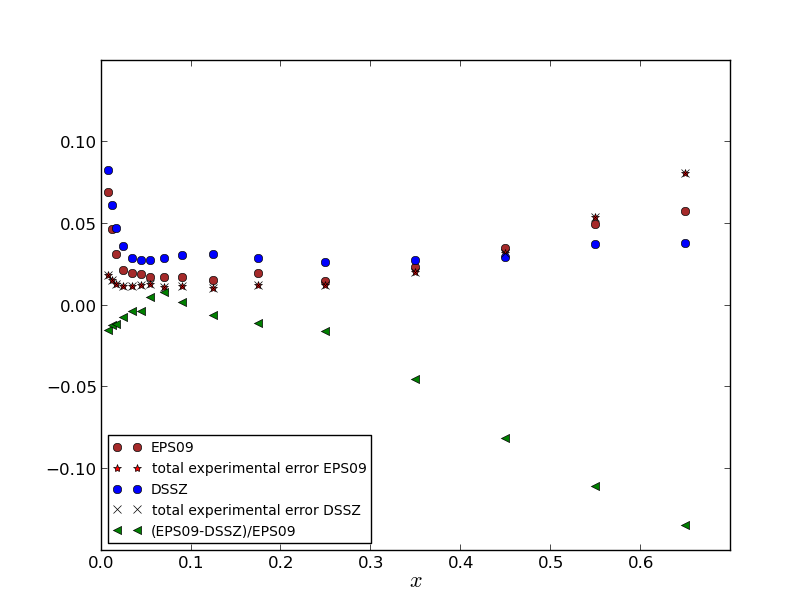 0.10
0.05
0.00
−0.05
−0.10
EPS09
total experimental error EPS09
DSSZ
total experimental error DSSZ
(EPS09-DSSZ)/EPS09
0.0 0.1 0.2 0.3 0.4 0.5 0.6
x